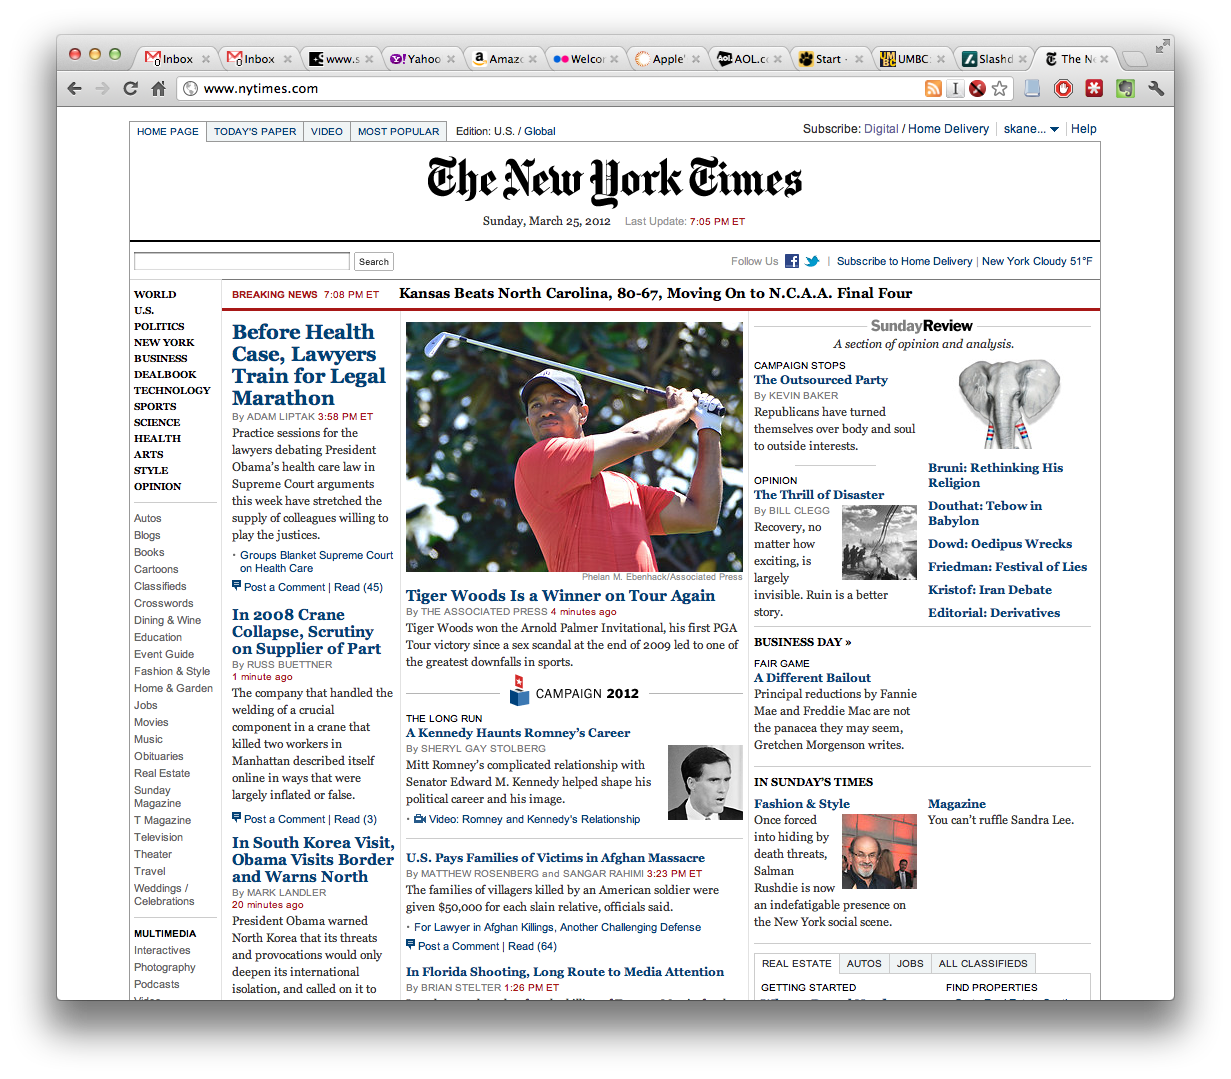 Inbox
Inbox
www.s
Yahoo
Amaz
Welcor
Apple'
AOL.c
Start -
UMBC:
Slashd
The N
www.nytimes.com
HOME PAGE
TODAY'S PAPER
VIDEO
MOST POPULAR
Edition: U.S. / Global
Subscribe: Digital / Home Delivery
skane...
Help
The New York Times
Sunday, March 25, 2012
Last Update: 7:05 PM ET
Search
Follow Us
Subscribe to Home Delivery | New York Cloudy 51°F
WORLD
U.S.
POLITICS
NEW YORK
BUSINESS
DEALBOOK
TECHNOLOGY
SPORTS
SCIENCE
HEALTH
ARTS
STYLE
OPINION
Autos
Blogs
Books
Cartoons
Classifieds
Crosswords
Dining & Wine
Education
Event Guide
Fashion & Style
Home & Garden
Jobs
Movies
Music
Obituaries
Real Estate
Sunday
Magazine
T Magazine
Television
Theater
Travel
Weddings /
Celebrations
MULTIMEDIA
Interactives
Photography
Podcasts
Video
BREAKING NEWS 7:08 PM ET
Kansas Beats North Carolina, 80-67, Moving On to N.C.A.A. Final Four
Before Health
Case, Lawyers
Train for Legal
Marathon
By ADAM LIPTAK 3:58 PM ET
Practice sessions for the
lawyers debating President
Obama's health care law in
Supreme Court arguments
this week have stretched the
supply of colleagues willing to
play the justices.
• Groups Blanket Supreme Court
on Health Care
Post a Comment | Read (45)
In 2008 Crane
Collapse, Scrutiny
on Supplier of Part
By RUSS BUETTNER
1 minute ago
The company that handled the
welding of a crucial
component in a crane that
killed two workers in
Manhattan described itself
online in ways that were
largely inflated or false.
Post a Comment | Read (3)
In South Korea Visit,
Obama Visits Border
and Warns North
By MARK LANDLER
20 minutes ago
President Obama warned
North Korea that its threats
and provocations would only
deepen its international
isolation, and called on it to
Phelan M. Ebenhack/Associated Press
Tiger Woods Is a Winner on Tour Again
By THE ASSOCIATED PRESS 4 minutes ago
Tiger Woods won the Arnold Palmer Invitational, his first PGA
Tour victory since a sex scandal at the end of 2009 led to one of
the greatest downfalls in sports.
CAMPAIGN 2012
THE LONG RUN
A Kennedy Haunts Romney's Career
By SHERYL GAY STOLBERG
Mitt Romney's complicated relationship with
Senator Edward M. Kennedy helped shape his
political career and his image.
• Video: Romney and Kennedy's Relationship
U.S. Pays Families of Victims in Afghan Massacre
By MATTHEW ROSENBERG and SANGAR RAHIMI 3:23 PM ET
The families of villagers killed by an American soldier were
given $50,000 for each slain relative, officials said.
• For Lawyer in Afghan Killings, Another Challenging Defense
Post a Comment | Read (64)
In Florida Shooting, Long Route to Media Attention
By BRIAN STELTER 1:26 PM ET
SundayReview
A section of opinion and analysis.
CAMPAIGN STOPS
The Outsourced Party
By KEVIN BAKER
Republicans have turned
themselves over body and soul
to outside interests.
OPINION
The Thrill of Disaster
By BILL CLEGG
Recovery, no
matter how
exciting, is
largely
invisible. Ruin is a better
story.
Bruni: Rethinking His
Religion
Douthat: Tebow in
Babylon
Dowd: Oedipus Wrecks
Friedman: Festival of Lies
Kristof: Iran Debate
Editorial: Derivatives
BUSINESS DAY »
FAIR GAME
A Different Bailout
Principal reductions by Fannie
Mae and Freddie Mac are not
the panacea they may seem,
Gretchen Morgenson writes.
IN SUNDAY'S TIMES
Fashion & Style
Once forced
into hiding by
death threats,
Salman
Rushdie is now
an indefatigable presence on
the New York social scene.
Magazine
You can't ruffle Sandra Lee.
REAL ESTATE
AUTOS
JOBS
ALL CLASSIFIEDS
GETTING STARTED
FIND PROPERTIES